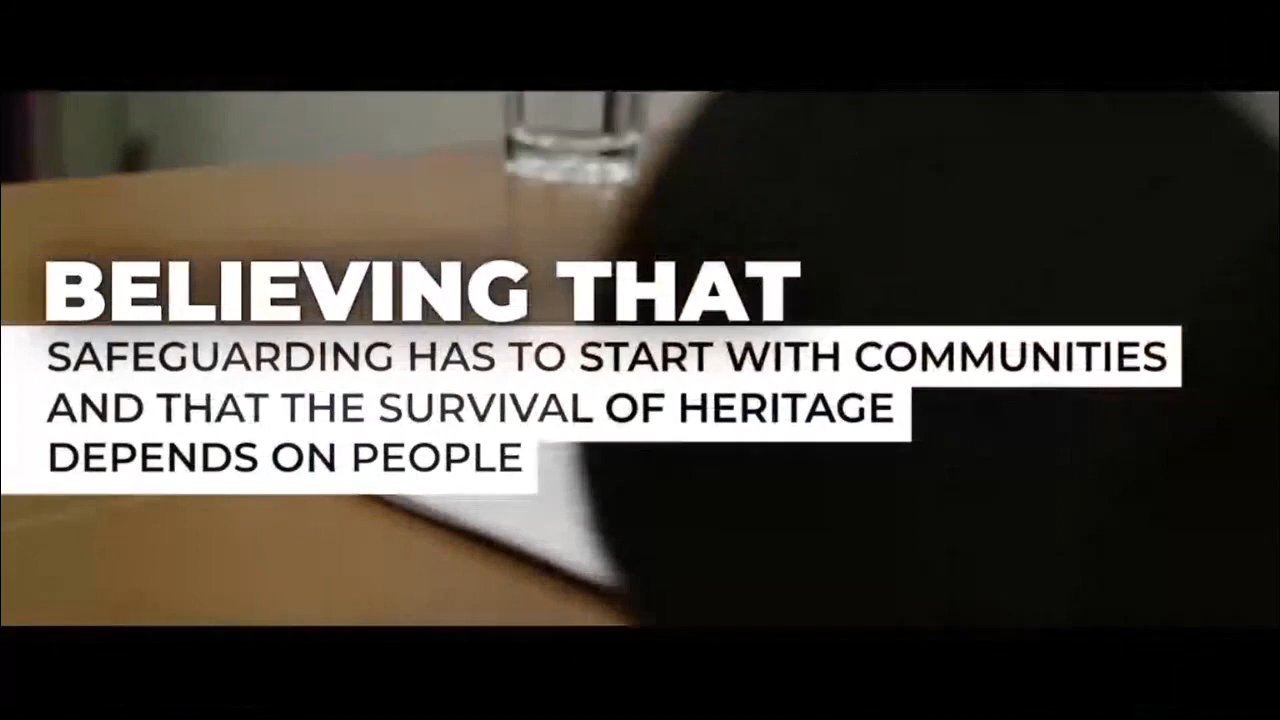 BELIEVING THAT
SAFEGUARDING HAS TO START WITH COMMUNITIES
AND THAT THE SURVIVAL OF HERITAGE
DEPENDS ON PEOPLE